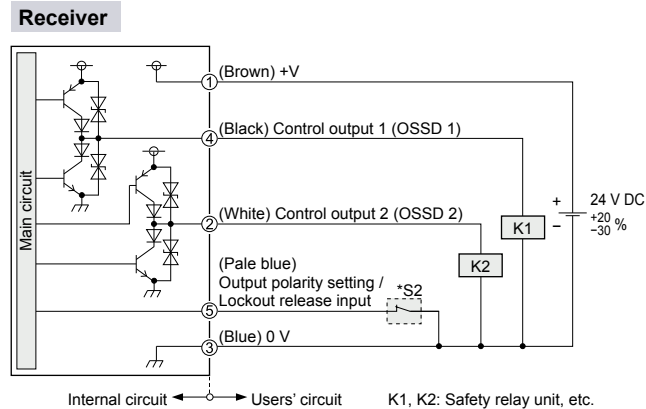 Receiver
Main circuit
① (Brown) +V
④ (Black) Control output 1 (OSSD 1)
② (White) Control output 2 (OSSD 2)
(Pale blue)
Output polarity setting /
⑤ Lockout release input
*S2
③ (Blue) 0 V
K1
K2
+
−
24 V DC
+20
−30 %
Internal circuit
Users' circuit
K1, K2: Safety relay unit, etc.